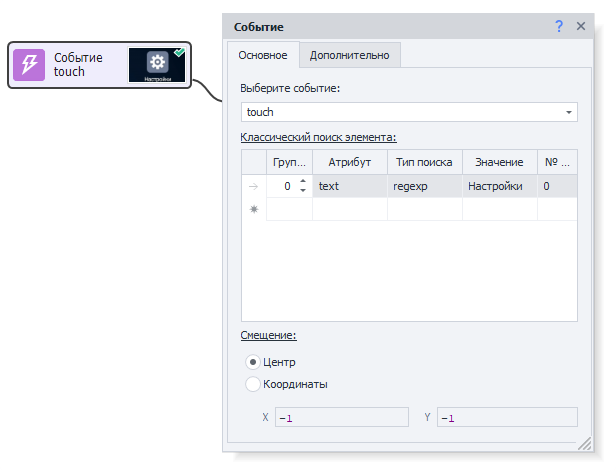 Событие
touch
Настройки
Событие
? ×
Основное Дополнительно
Выберите событие:
touch
Классический поиск элемента:
Груп... Атрибут Тип поиска Значение № ...
0 text regexp Настройки 0
Смещение:
Центр
Координаты
X -1 Y -1